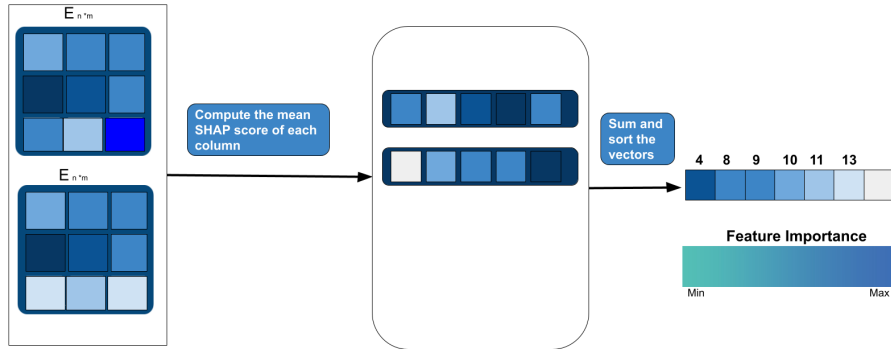 E n *m
E n *m
Compute the mean
SHAP score of each
column
Sum and
sort the
vectors
4 8 9 10 11 13
Feature Importance
Min Max